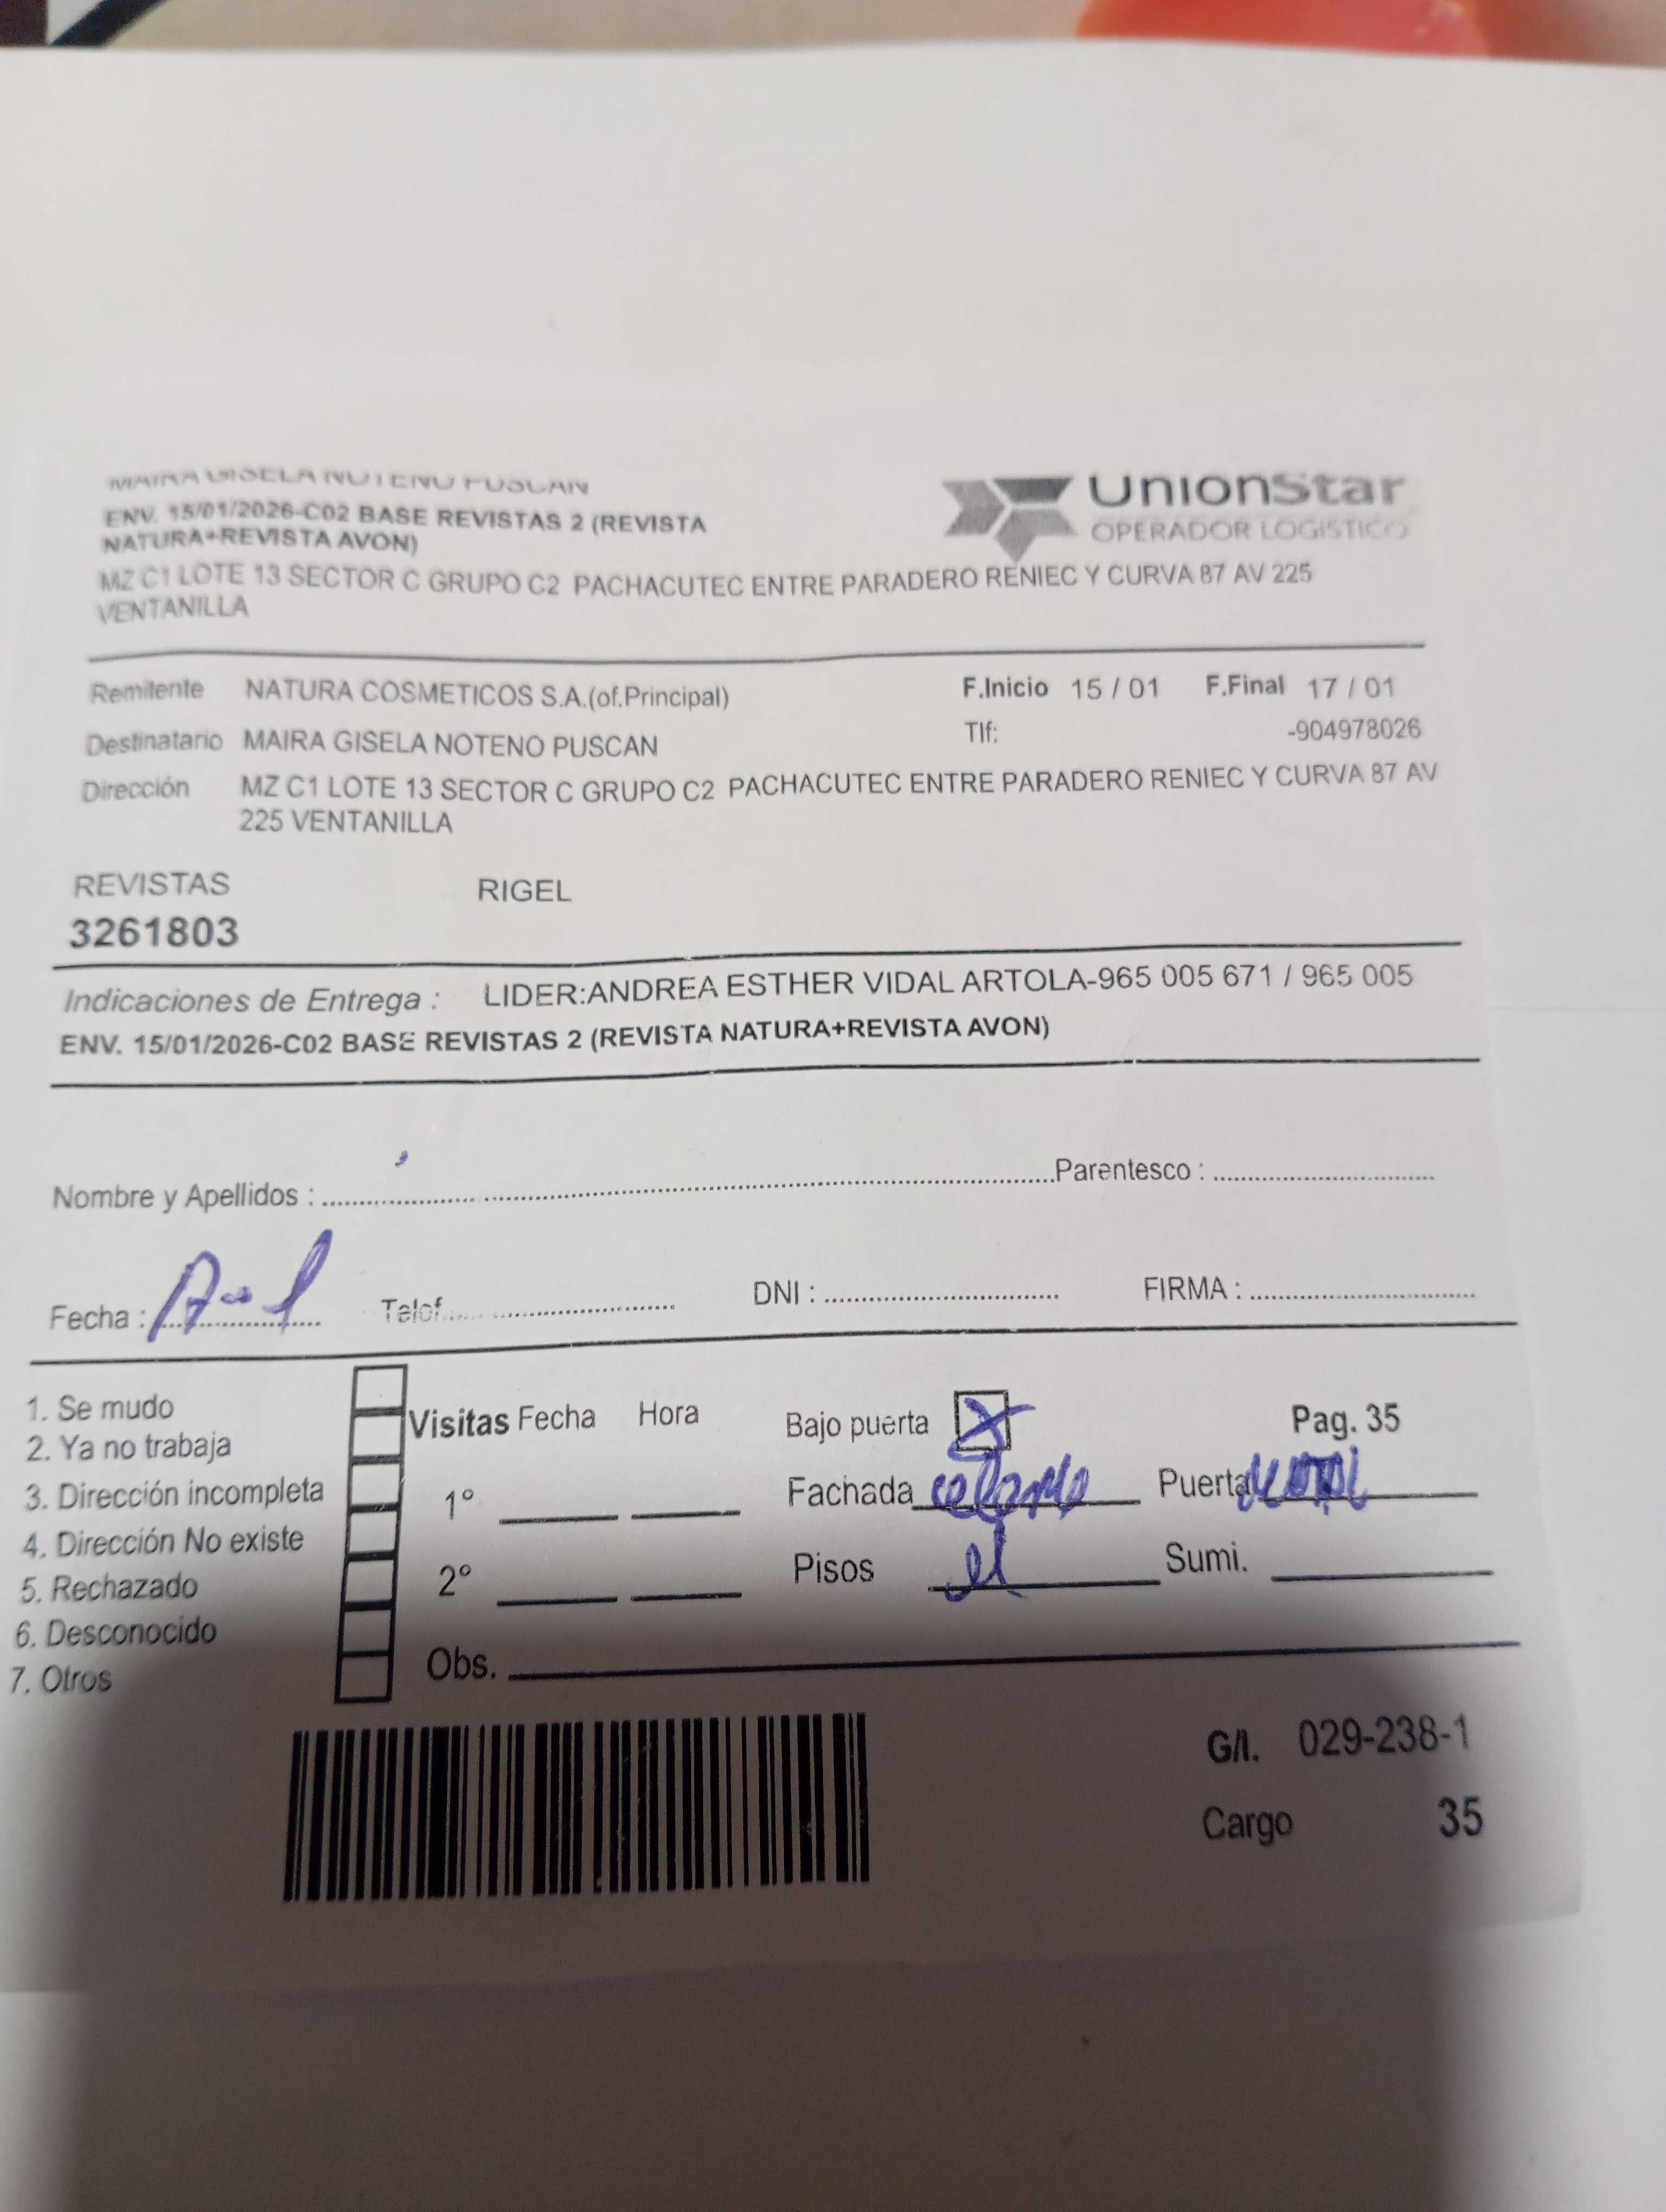 MAIRA GISELA NOTENO PUSCAN
ENV. 15/01/2026-C02 BASE REVISTAS 2 (REVISTA
NATURA+REVISTA AVON)
UnionStar
OPERADOR LOGISTICO
MZ C1 LOTE 13 SECTOR C GRUPO C2 PACHACUTEC ENTRE PARADERO RENIEC Y CURVA 87 AV 225
VENTANILLA
Remitente NATURA COSMETICOS S.A.(of.Principal) F.Inicio 15 / 01 F.Final 17 / 01
Destinatario MAIRA GISELA NOTENO PUSCAN Tlf: -904978026
Dirección MZ C1 LOTE 13 SECTOR C GRUPO C2 PACHACUTEC ENTRE PARADERO RENIEC Y CURVA 87 AV
225 VENTANILLA
REVISTAS RIGEL
3261803
Indicaciones de Entrega : LIDER:ANDREA ESTHER VIDAL ARTOLA-965 005 671 / 965 005
ENV. 15/01/2026-C02 BASE REVISTAS 2 (REVISTA NATURA+REVISTA AVON)
Nombre y Apellidos : Parentesco :
Fecha : Telef. DNI : FIRMA :
1. Se mudo
2. Ya no trabaja
3. Dirección incompleta
4. Dirección No existe
5. Rechazado
6. Desconocido
7. Otros
Visitas Fecha Hora
1°
2°
Obs.
Bajo puerta X Pag. 35
Fachada Puerta
Pisos Sumi.
G/I. 029-238-1
Cargo 35